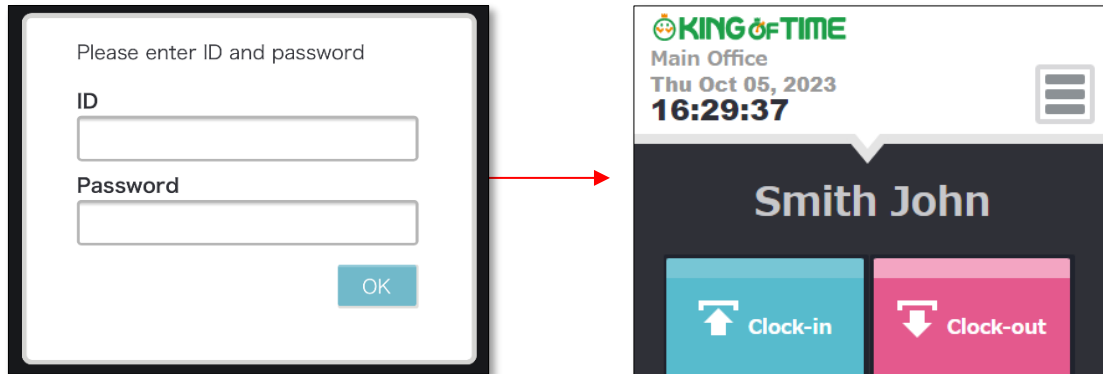 Please enter ID and password
ID
Password
OK
KING OF TIME
Main Office
Thu Oct 05, 2023
16:29:37
Smith John
Clock-in
Clock-out